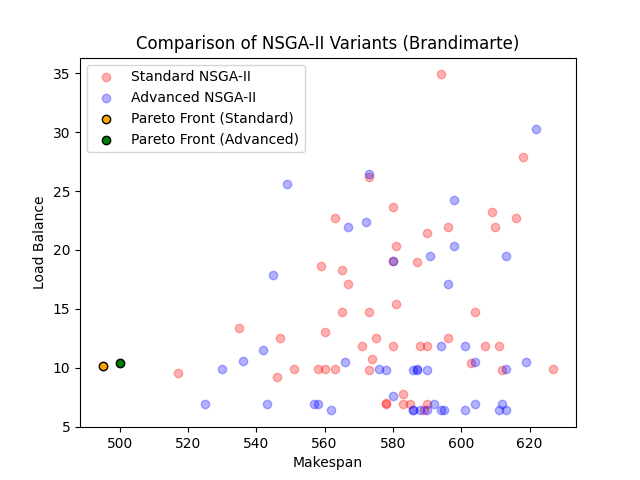 Comparison of NSGA-II Variants (Brandimarte)
Standard NSGA-II
Advanced NSGA-II
Pareto Front (Standard)
Pareto Front (Advanced)
35
30
25
20
15
10
5
Load Balance
500
520
540
560
580
600
620
Makespan